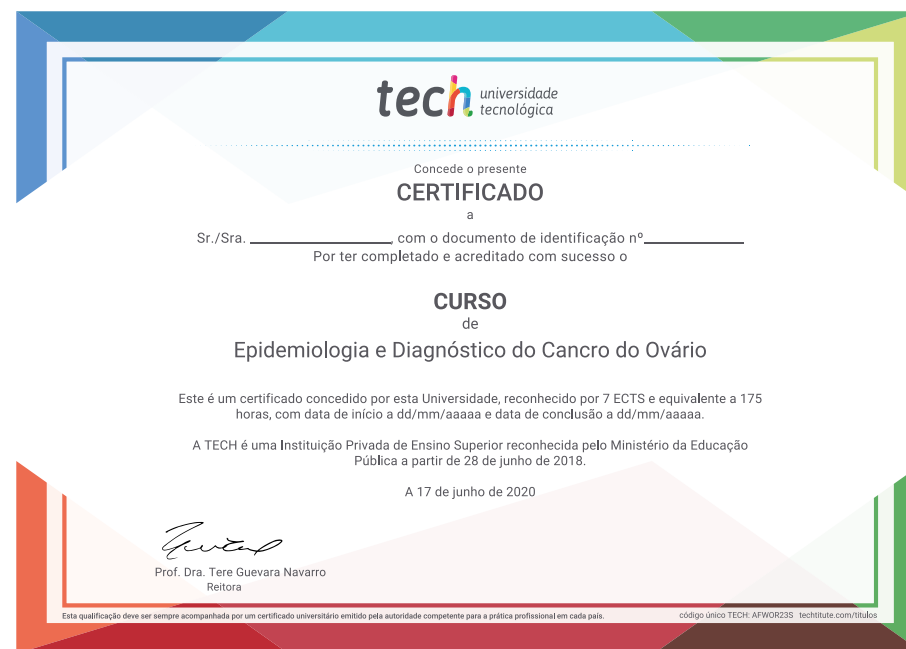 tech universidade
tecnológica
Concede o presente
CERTIFICADO
a
Sr./Sra. ____________, com o documento de identificação nº____________
Por ter completado e acreditado com sucesso o
CURSO
de
Epidemiologia e Diagnóstico do Cancro do Ovário
Este é um certificado concedido por esta Universidade, reconhecido por 7 ECTS e equivalente a 175
horas, com data de início a dd/mm/aaaaa e data de conclusão a dd/mm/aaaaa.
A TECH é uma Instituição Privada de Ensino Superior reconhecida pelo Ministério da Educação
Pública a partir de 28 de junho de 2018.
A 17 de junho de 2020
Prof. Dra. Tere Guevara Navarro
Reitora
Esta qualificação deve ser sempre acompanhada por um certificado universitário emitido pela autoridade competente para a prática profissional em cada país.
código único TECH: AFWOR23S techtitute.com/titulos